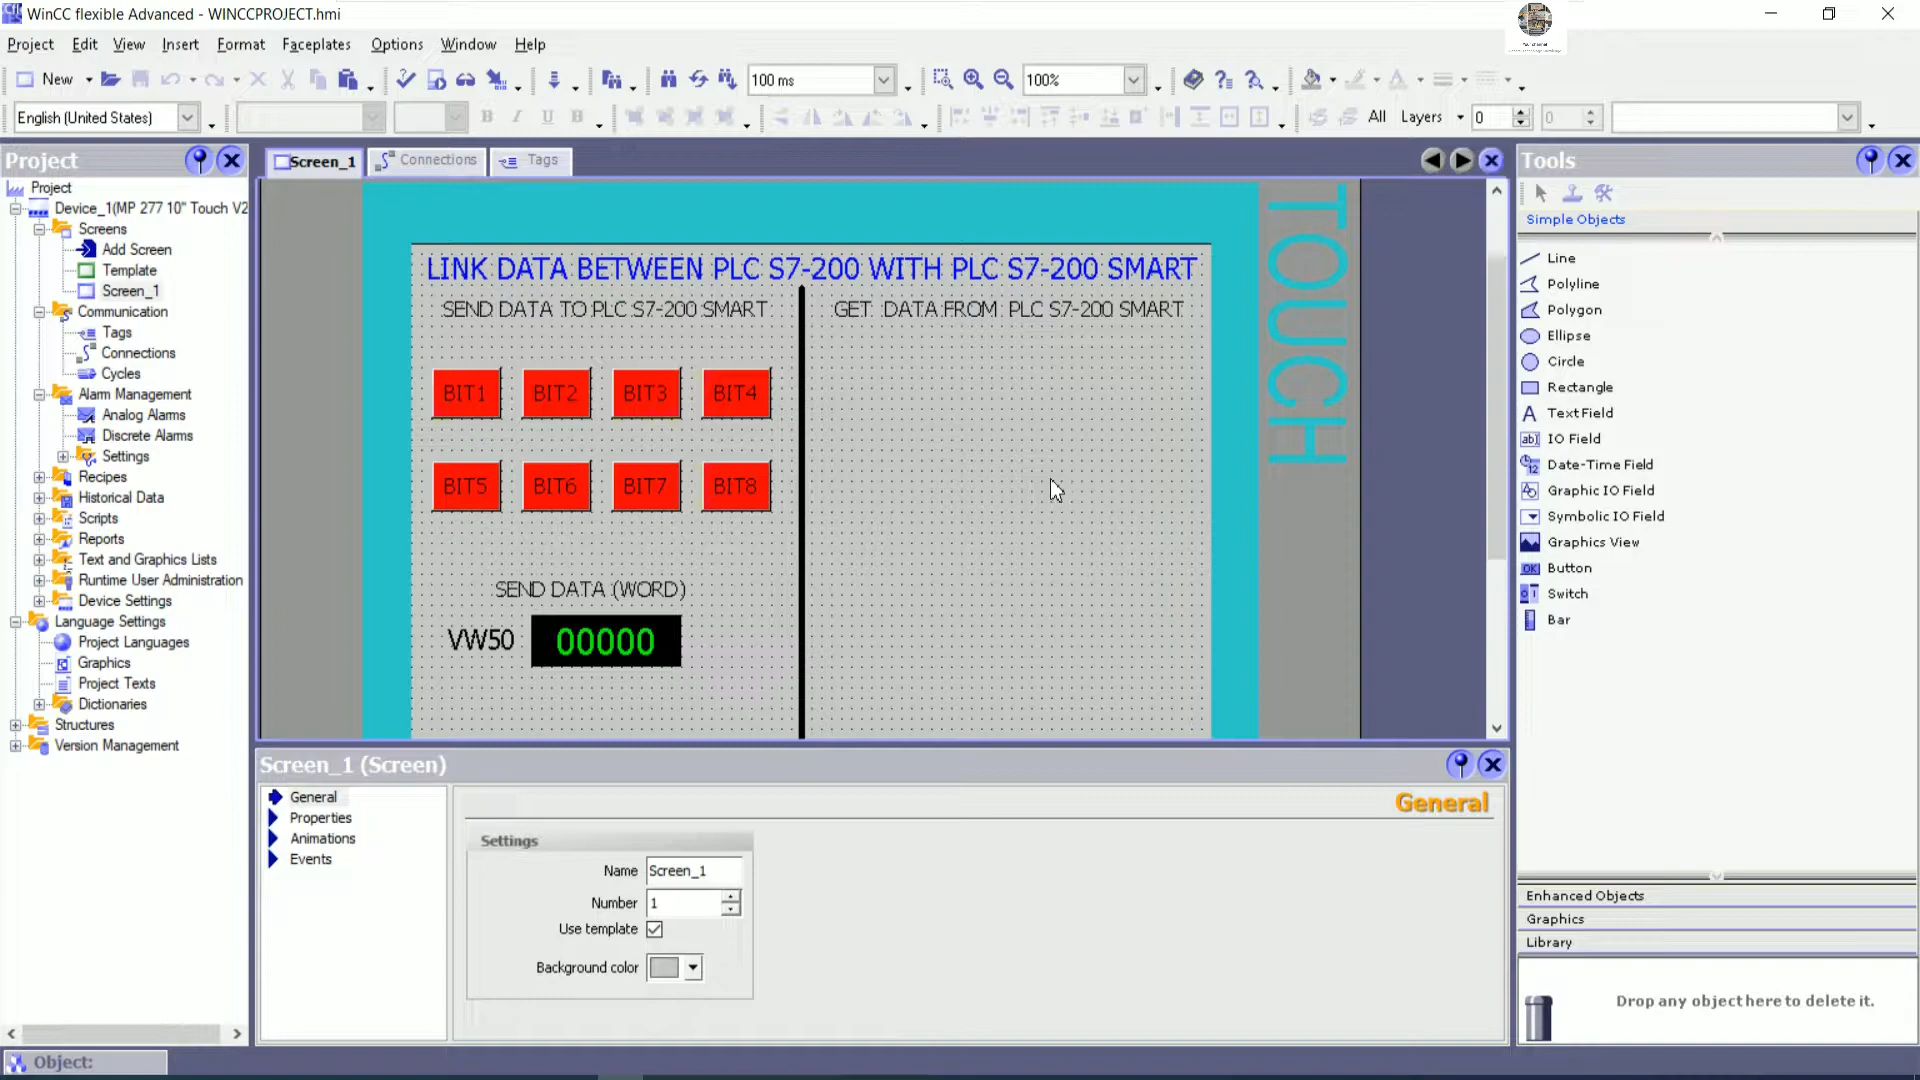 WinCC flexible Advanced - WINCCPROJECT.hmi
Project Edit View Insert Format Faceplates Options Window Help
New 100 ms 100%
English (United States) B I U B All Layers 0 0
Project
Project
Device_1(MP 277 10" Touch V2
Screens
Add Screen
Template
Screen_1
Communication
Tags
Connections
Cycles
Alarm Management
Analog Alarms
Discrete Alarms
Settings
Recipes
Historical Data
Scripts
Reports
Text and Graphics Lists
Runtime User Administration
Device Settings
Language Settings
Project Languages
Graphics
Project Texts
Dictionaries
Structures
Version Management
Screen_1 Connections Tags
LINK DATA BETWEEN PLC S7-200 WITH PLC S7-200 SMART
SEND DATA TO PLC S7-200 SMART
GET DATA FROM PLC S7-200 SMART
BIT1 BIT2 BIT3 BIT4
BIT5 BIT6 BIT7 BIT8
SEND DATA (WORD)
VW50 00000
TOUCH
Screen_1 (Screen)
General
Properties
Animations
Events
General
Settings
Name Screen_1
Number 1
Use template
Background color
Tools
Simple Objects
Line
Polyline
Polygon
Ellipse
Circle
Rectangle
Text Field
IO Field
Date-Time Field
Graphic IO Field
Symbolic IO Field
Graphics View
Button
Switch
Bar
Enhanced Objects
Graphics
Library
Drop any object here to delete it.
Object: